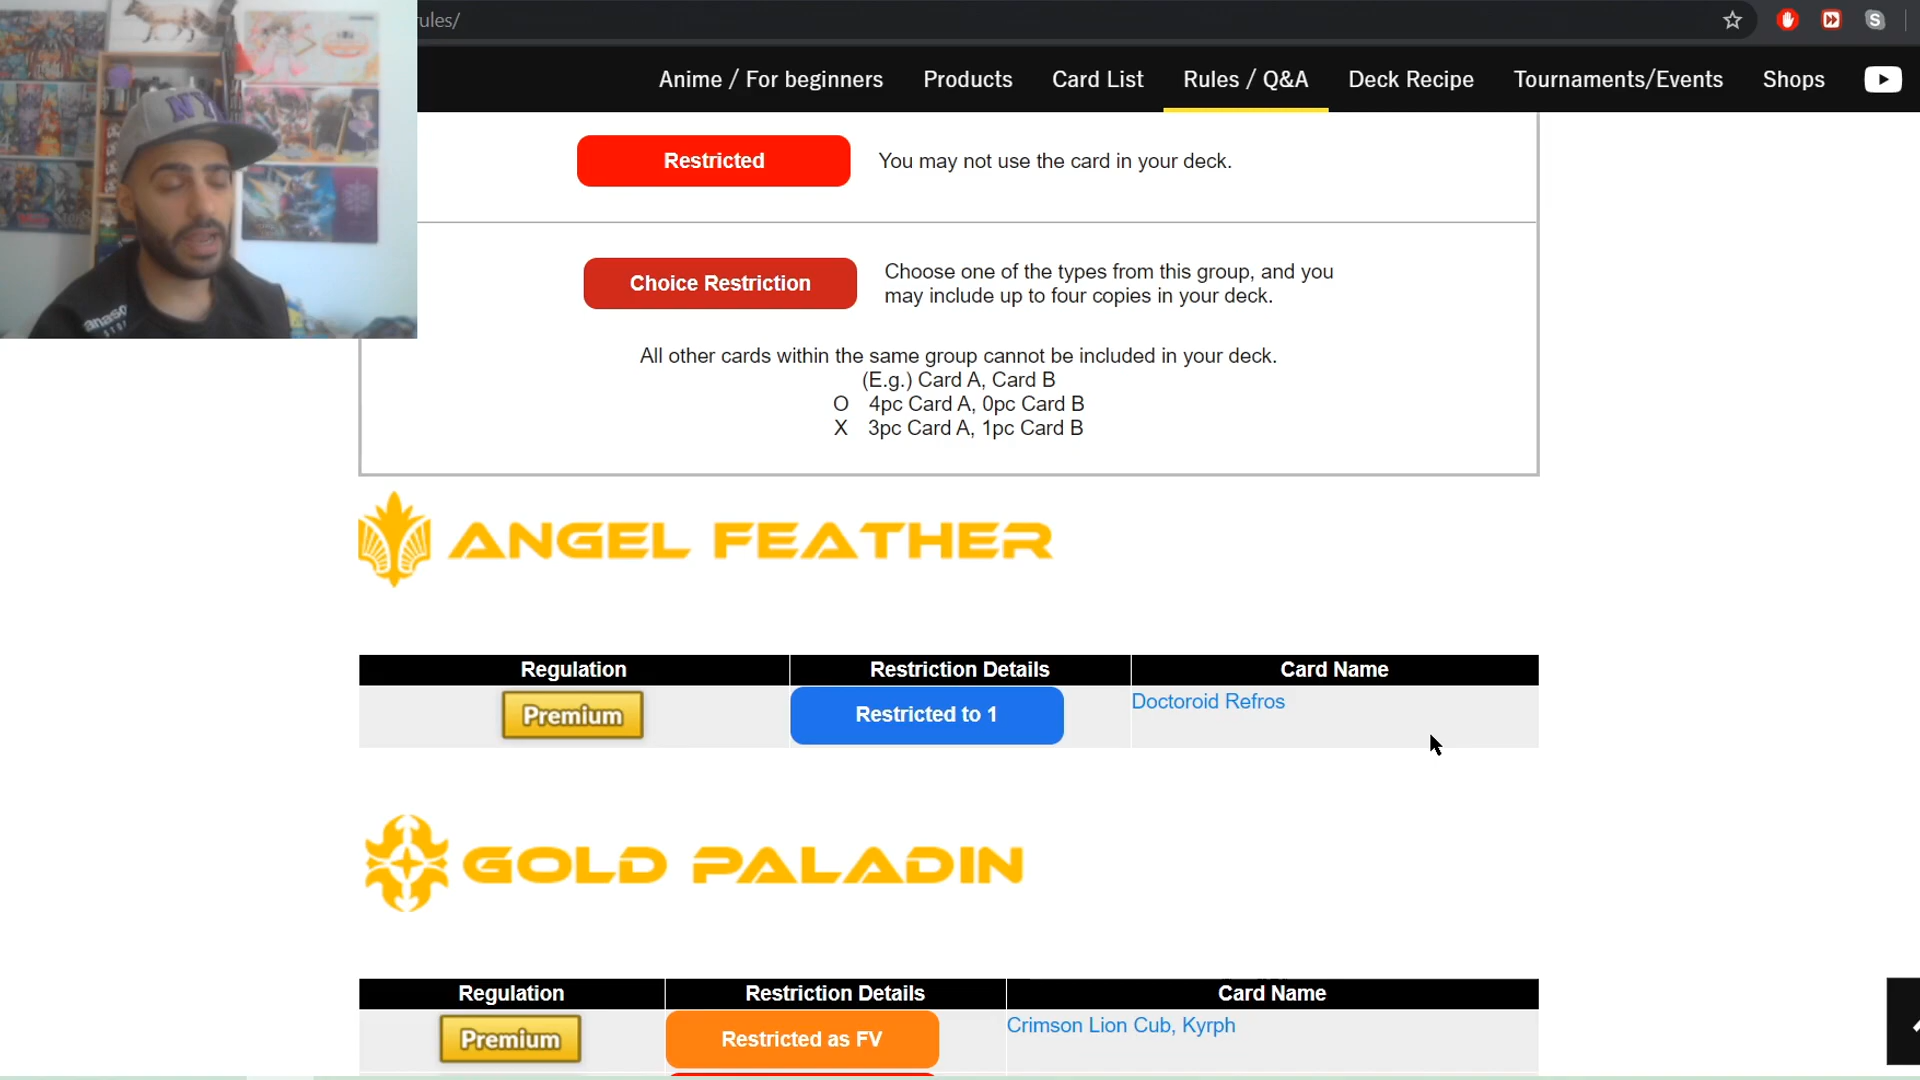 rules/
S
Anime / For beginners Products Card List Rules / Q&A Deck Recipe Tournaments/Events Shops
NY
Restricted You may not use the card in your deck.
Choice Restriction Choose one of the types from this group, and you
may include up to four copies in your deck.
All other cards within the same group cannot be included in your deck.
(E.g.) Card A, Card B
O 4pc Card A, 0pc Card B
X 3pc Card A, 1pc Card B
ANGEL FEATHER
Regulation Restriction Details Card Name
Premium Restricted to 1 Doctoroid Refros
GOLD PALADIN
Regulation Restriction Details Card Name
Premium Restricted as FV Crimson Lion Cub, Kyrph